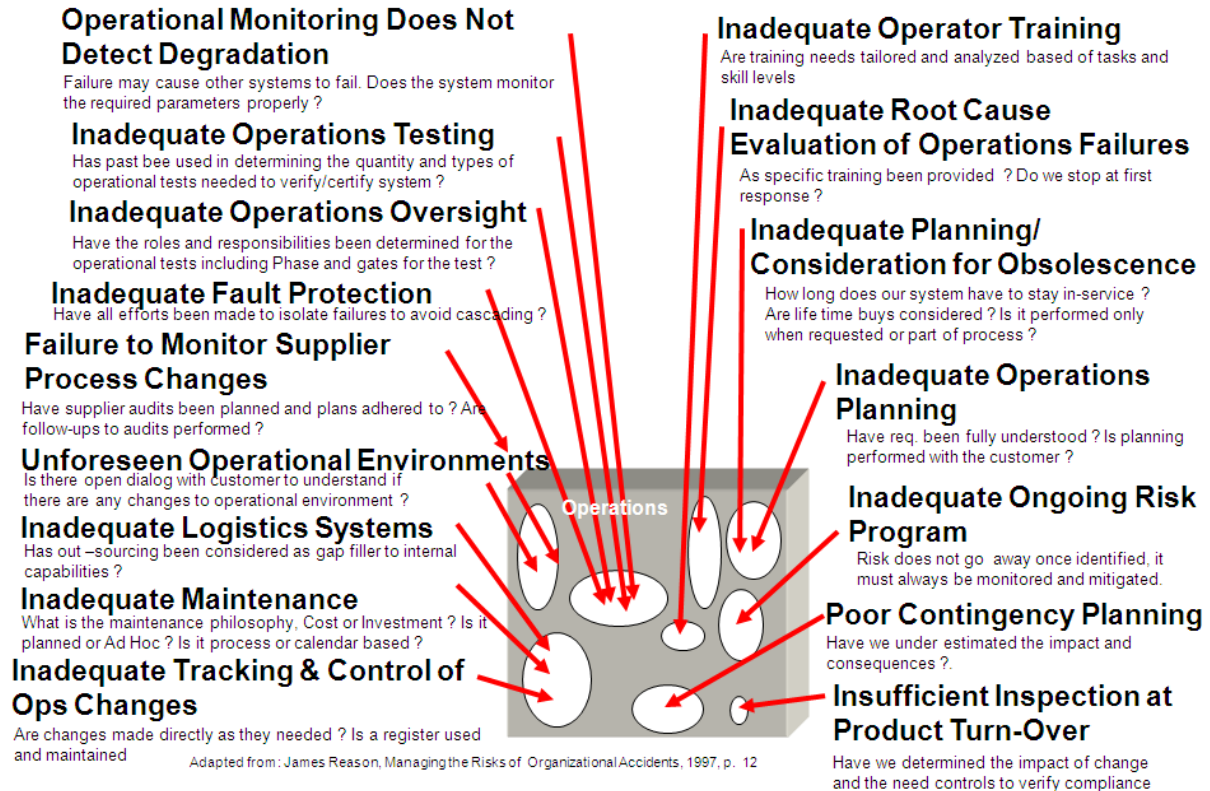 Operational Monitoring Does Not
Detect Degradation
Failure may cause other systems to fail. Does the system monitor
the required parameters properly ?
Inadequate Operations Testing
Has past bee used in determining the quantity and types of
operational tests needed to verify/certify system ?
Inadequate Operations Oversight
Have the roles and responsibilities been determined for the
operational tests including Phase and gates for the test ?
Inadequate Fault Protection
Have all efforts been made to isolate failures to avoid cascading ?
Failure to Monitor Supplier
Process Changes
Have supplier audits been planned and plans adhered to ? Are
follow-ups to audits performed ?
Unforeseen Operational Environments
Is there open dialog with customer to understand if
there are any changes to operational environment ?
Inadequate Logistics Systems
Has out –sourcing been considered as gap filler to internal
capabilities ?
Inadequate Maintenance
What is the maintenance philosophy, Cost or Investment ? Is it
planned or Ad Hoc ? Is it process or calendar based ?
Inadequate Tracking & Control of
Ops Changes
Are changes made directly as they needed ? Is a register used
and maintained
Operations
Inadequate Operator Training
Are training needs tailored and analyzed based of tasks and
skill levels
Inadequate Root Cause
Evaluation of Operations Failures
As specific training been provided ? Do we stop at first
response ?
Inadequate Planning/
Consideration for Obsolescence
How long does our system have to stay in-service ?
Are life time buys considered ? Is it performed only
when requested or part of process ?
Inadequate Operations
Planning
Have req. been fully understood ? Is planning
performed with the customer ?
Inadequate Ongoing Risk
Program
Risk does not go away once identified, it
must always be monitored and mitigated.
Poor Contingency Planning
Have we under estimated the impact and
consequences ?.
Insufficient Inspection at
Product Turn-Over
Have we determined the impact of change
and the need controls to verify compliance
Adapted from: James Reason, Managing the Risks of Organizational Accidents, 1997, p. 12